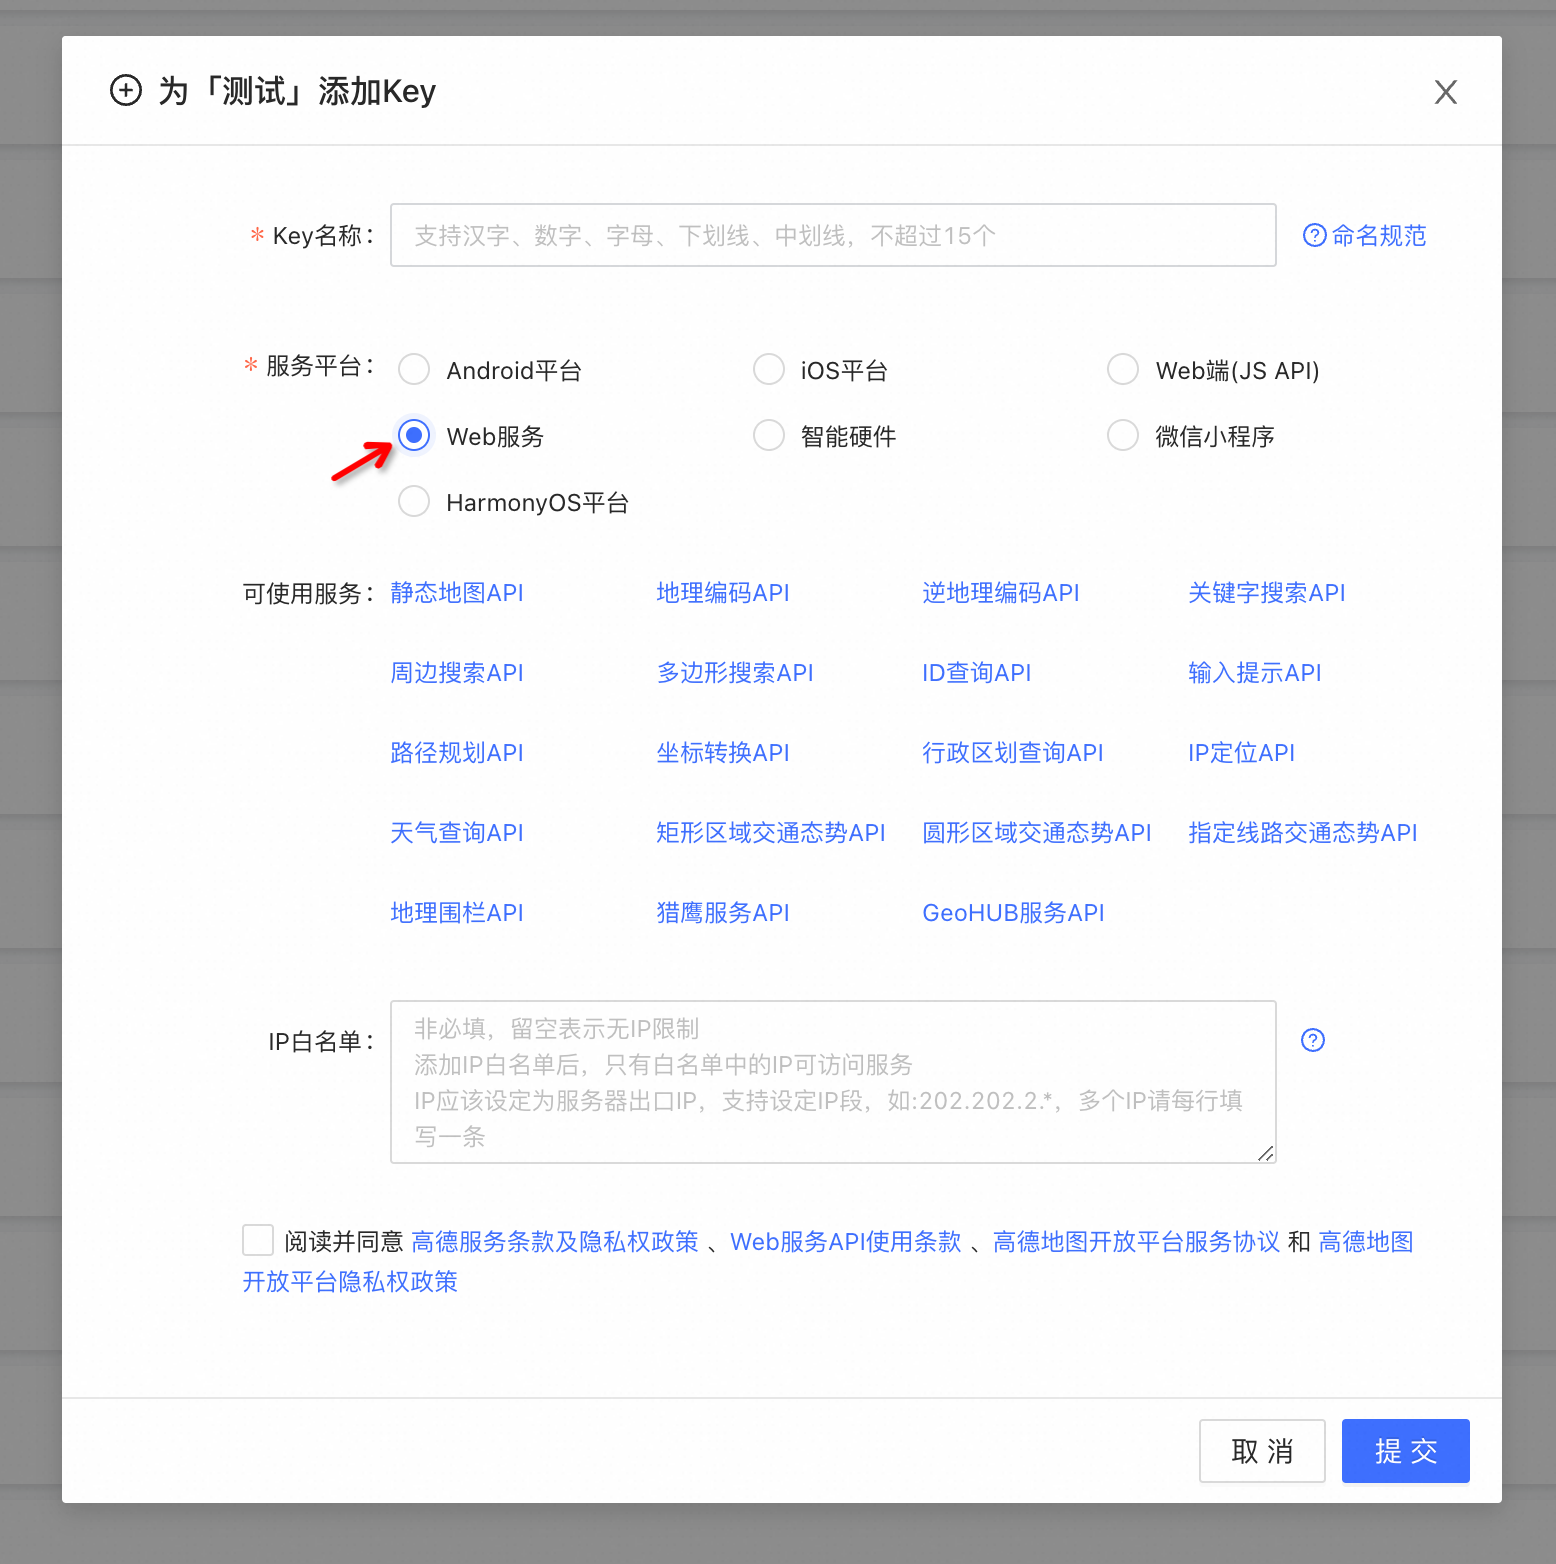 为「测试」添加Key
* Key名称： 支持汉字、数字、字母、下划线、中划线，不超过15个 命名规范
* 服务平台： Android平台 iOS平台 Web端(JS API)
Web服务 智能硬件 微信小程序
HarmonyOS平台
可使用服务： 静态地图API 地理编码API 逆地理编码API 关键字搜索API
周边搜索API 多边形搜索API ID查询API 输入提示API
路径规划API 坐标转换API 行政区划查询API IP定位API
天气查询API 矩形区域交通态势API 圆形区域交通态势API 指定线路交通态势API
地理围栏API 猎鹰服务API GeoHUB服务API
IP白名单： 非必填，留空表示无IP限制
添加IP白名单后，只有白名单中的IP可访问服务
IP应该设定为服务器出口IP，支持设定IP段，如:202.202.2.*，多个IP请每行填
写一条
阅读并同意 高德服务条款及隐私权政策 、Web服务API使用条款 、高德地图开放平台服务协议 和 高德地图
开放平台隐私权政策
取 消 提 交